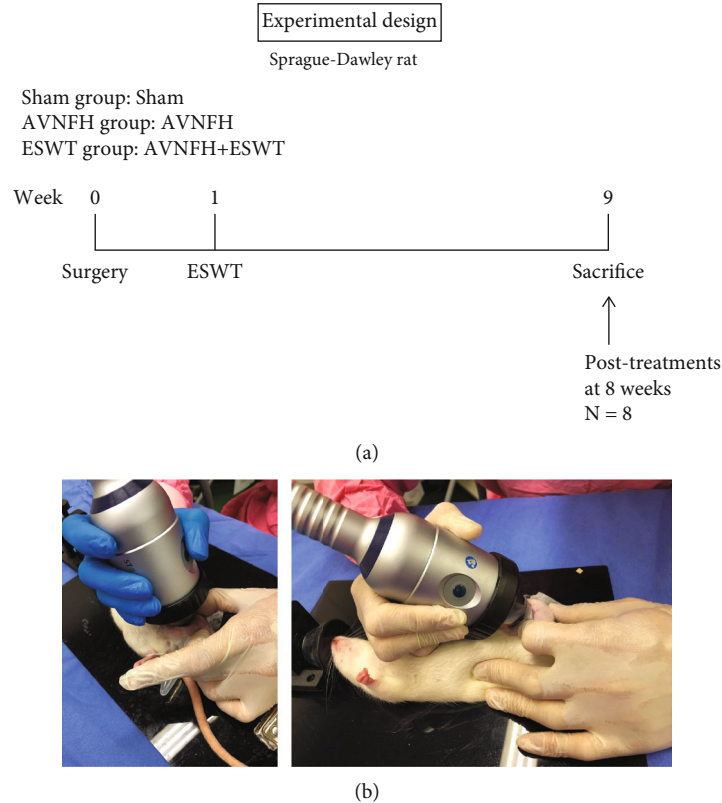 Experimental design
Sprague-Dawley rat
Sham group: Sham
AVNFH group: AVNFH
ESWT group: AVNFH+ESWT
Week 0 1 9
Surgery ESWT Sacrifice
Post-treatments
at 8 weeks
N = 8
(a)
(b)